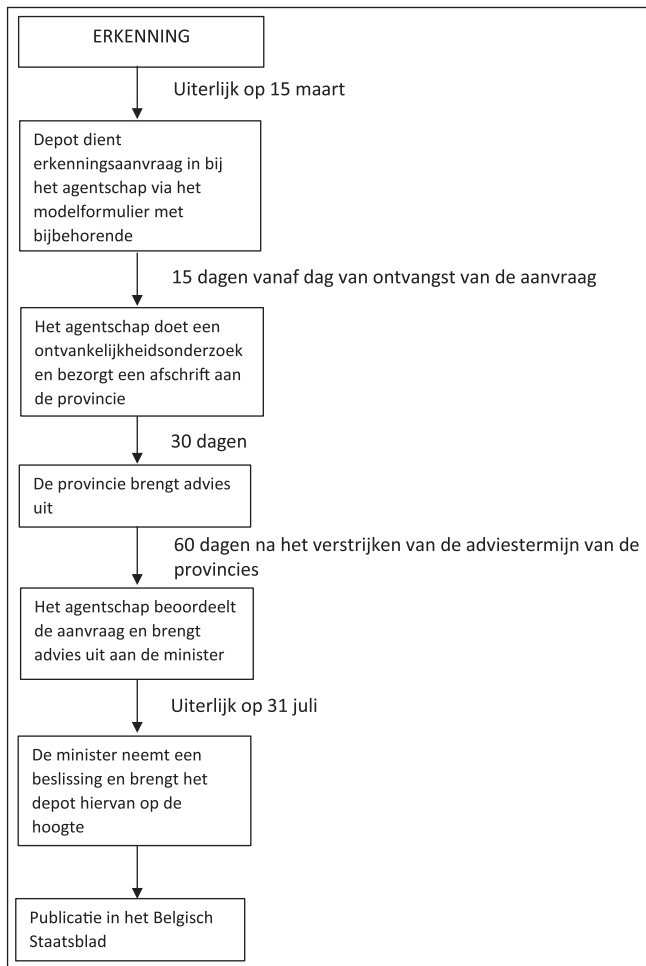 ERKENNING
Uiterlijk op 15 maart
Depot dient
erkenningsaanvraag in bij
het agentschap via het
modelformulier met
bijbehorende
15 dagen vanaf dag van ontvangst van de aanvraag
Het agentschap doet een
ontvankelijkheidsonderzoek
en bezorgt een afschrift aan
de provincie
30 dagen
De provincie brengt advies
uit
60 dagen na het verstrijken van de adviestermijn van de
provincies
Het agentschap beoordeelt
de aanvraag en brengt
advies uit aan de minister
Uiterlijk op 31 juli
De minister neemt een
beslissing en brengt het
depot hiervan op de
hoogte
Publicatie in het Belgisch
Staatsblad